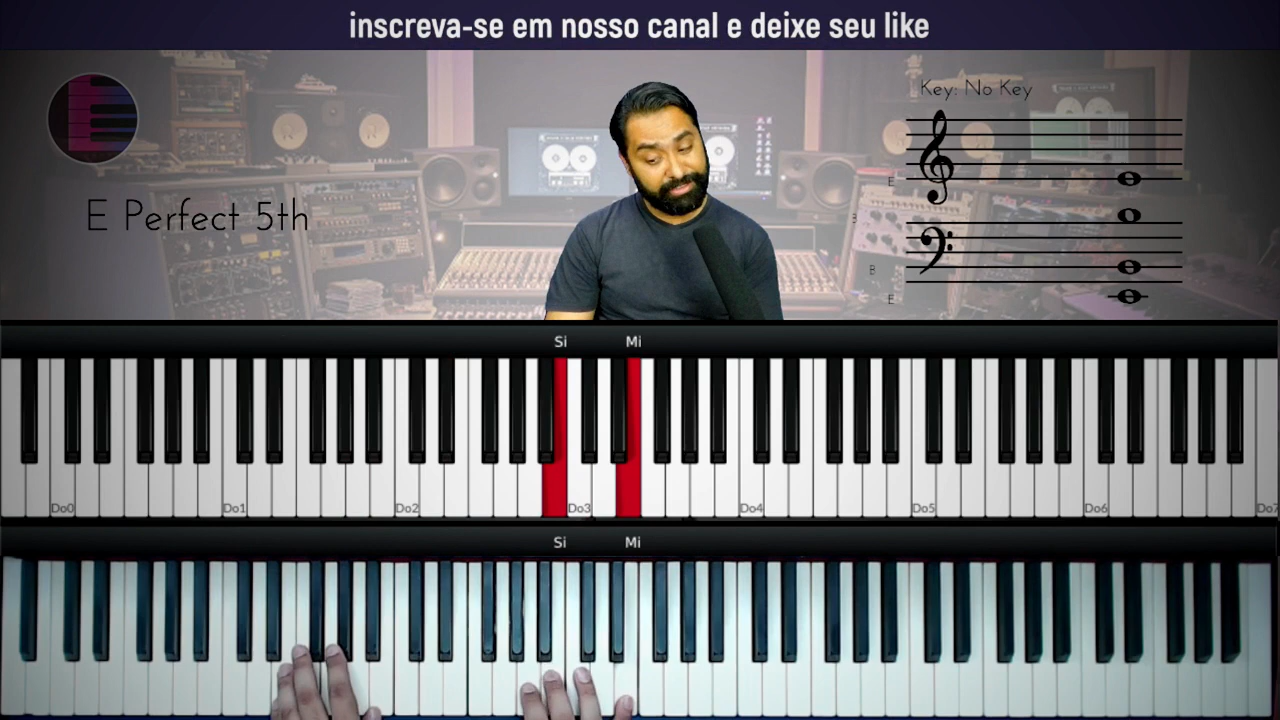 inscreva-se em nosso canal e deixe seu like
E
E Perfect 5th
Key: No Key
E
B
B
E
Si Mi
Do0 Do1 Do2 Do3 Do4 Do5 Do6 Do7
Si Mi